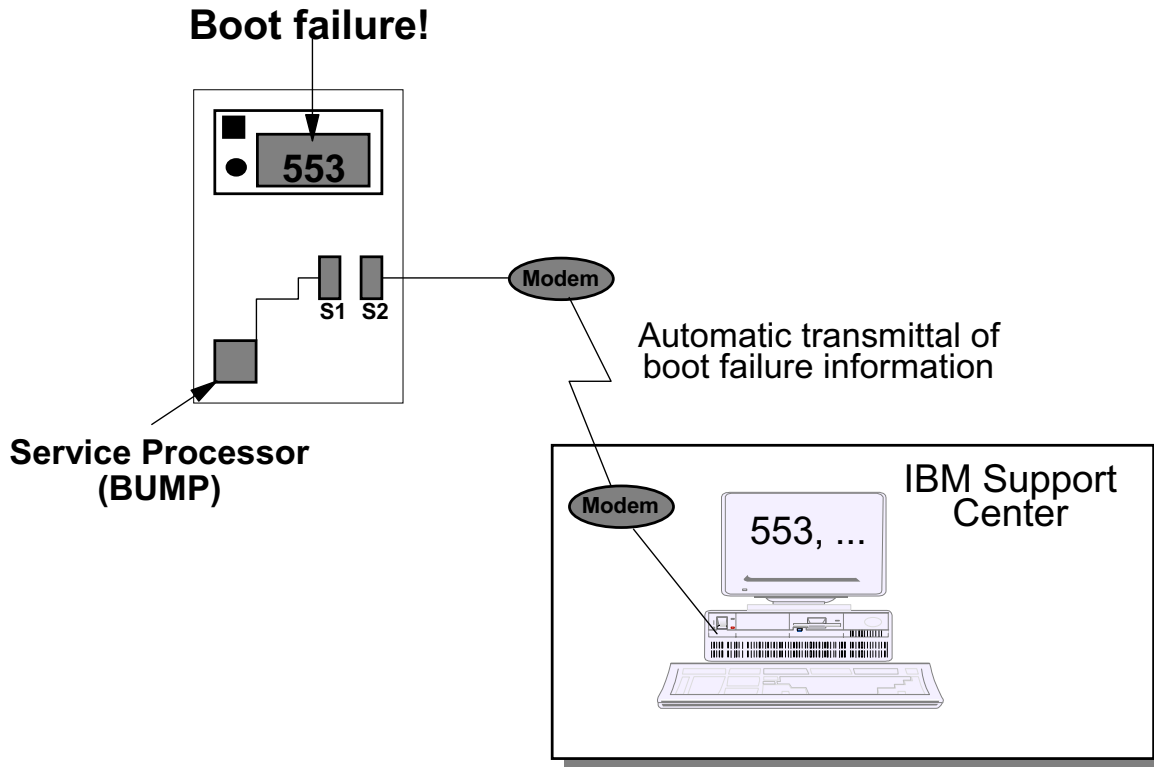 Boot failure!
553
S1 S2
Modem
Automatic transmittal of
boot failure information
Service Processor
(BUMP)
IBM Support
Center
Modem
553, ...